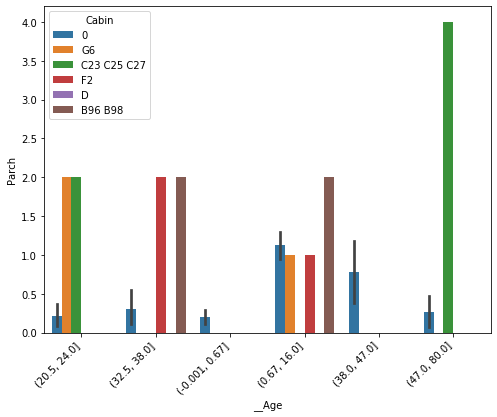 Cabin
0
G6
C23 C25 C27
F2
D
B96 B98
4.0
3.5
3.0
2.5
2.0
1.5
1.0
0.5
0.0
Parch
(20.5, 24.0]
(32.5, 38.0]
(-0.001, 0.67]
(0.67, 16.0]
(38.0, 47.0]
(47.0, 80.0]
__Age